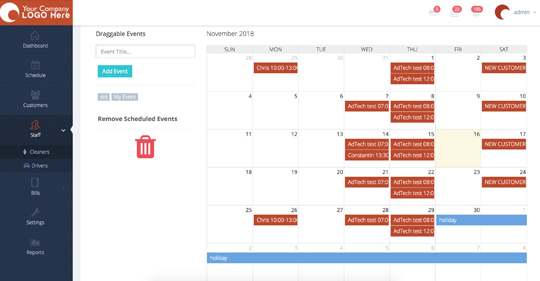 Your Company
LOGO Here
Dashboard
Schedule
Customers
Staff
Cleaners
Drivers
Bills
Settings
Reports
0
23
195
admin
Draggable Events
Event Title...
Add Event
My Event
Remove Scheduled Events
November 2018
SUN MON TUE WED THU FRI SAT
28 29 30 31 1 2 3
Chris 10:00-13:0 AdTech test 08:0 NEW CUSTOMER
AdTech test 12:0
4 5 6 7 8 9 10
AdTech test 07:0 AdTech test 08:0 NEW CUSTOMER
AdTech test 12:0
11 12 13 14 15 16 17
AdTech test 07:0 AdTech test 08:0 NEW CUSTOMER
Constantin 13:30 AdTech test 12:0
18 19 20 21 22 23 24
AdTech test 07:0 AdTech test 08:0 NEW CUSTOMER
AdTech test 12:0
25 26 27 28 29 30 1
Chris 10:00-13:0 AdTech test 07:0 AdTech test 08:0 holiday
AdTech test 12:0
2 3 4 5 6 7 8
holiday